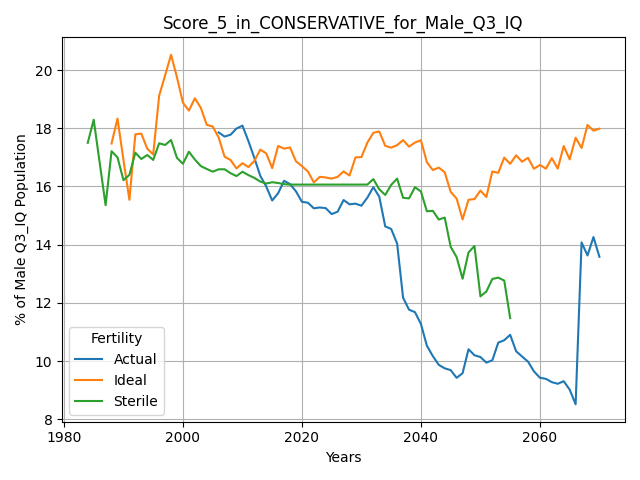 Score_5_in_CONSERVATIVE_for_Male_Q3_IQ
% of Male Q3_IQ Population
20
18
16
14
12
10
8
Fertility
Actual
Ideal
Sterile
1980
2000
2020
2040
2060
Years